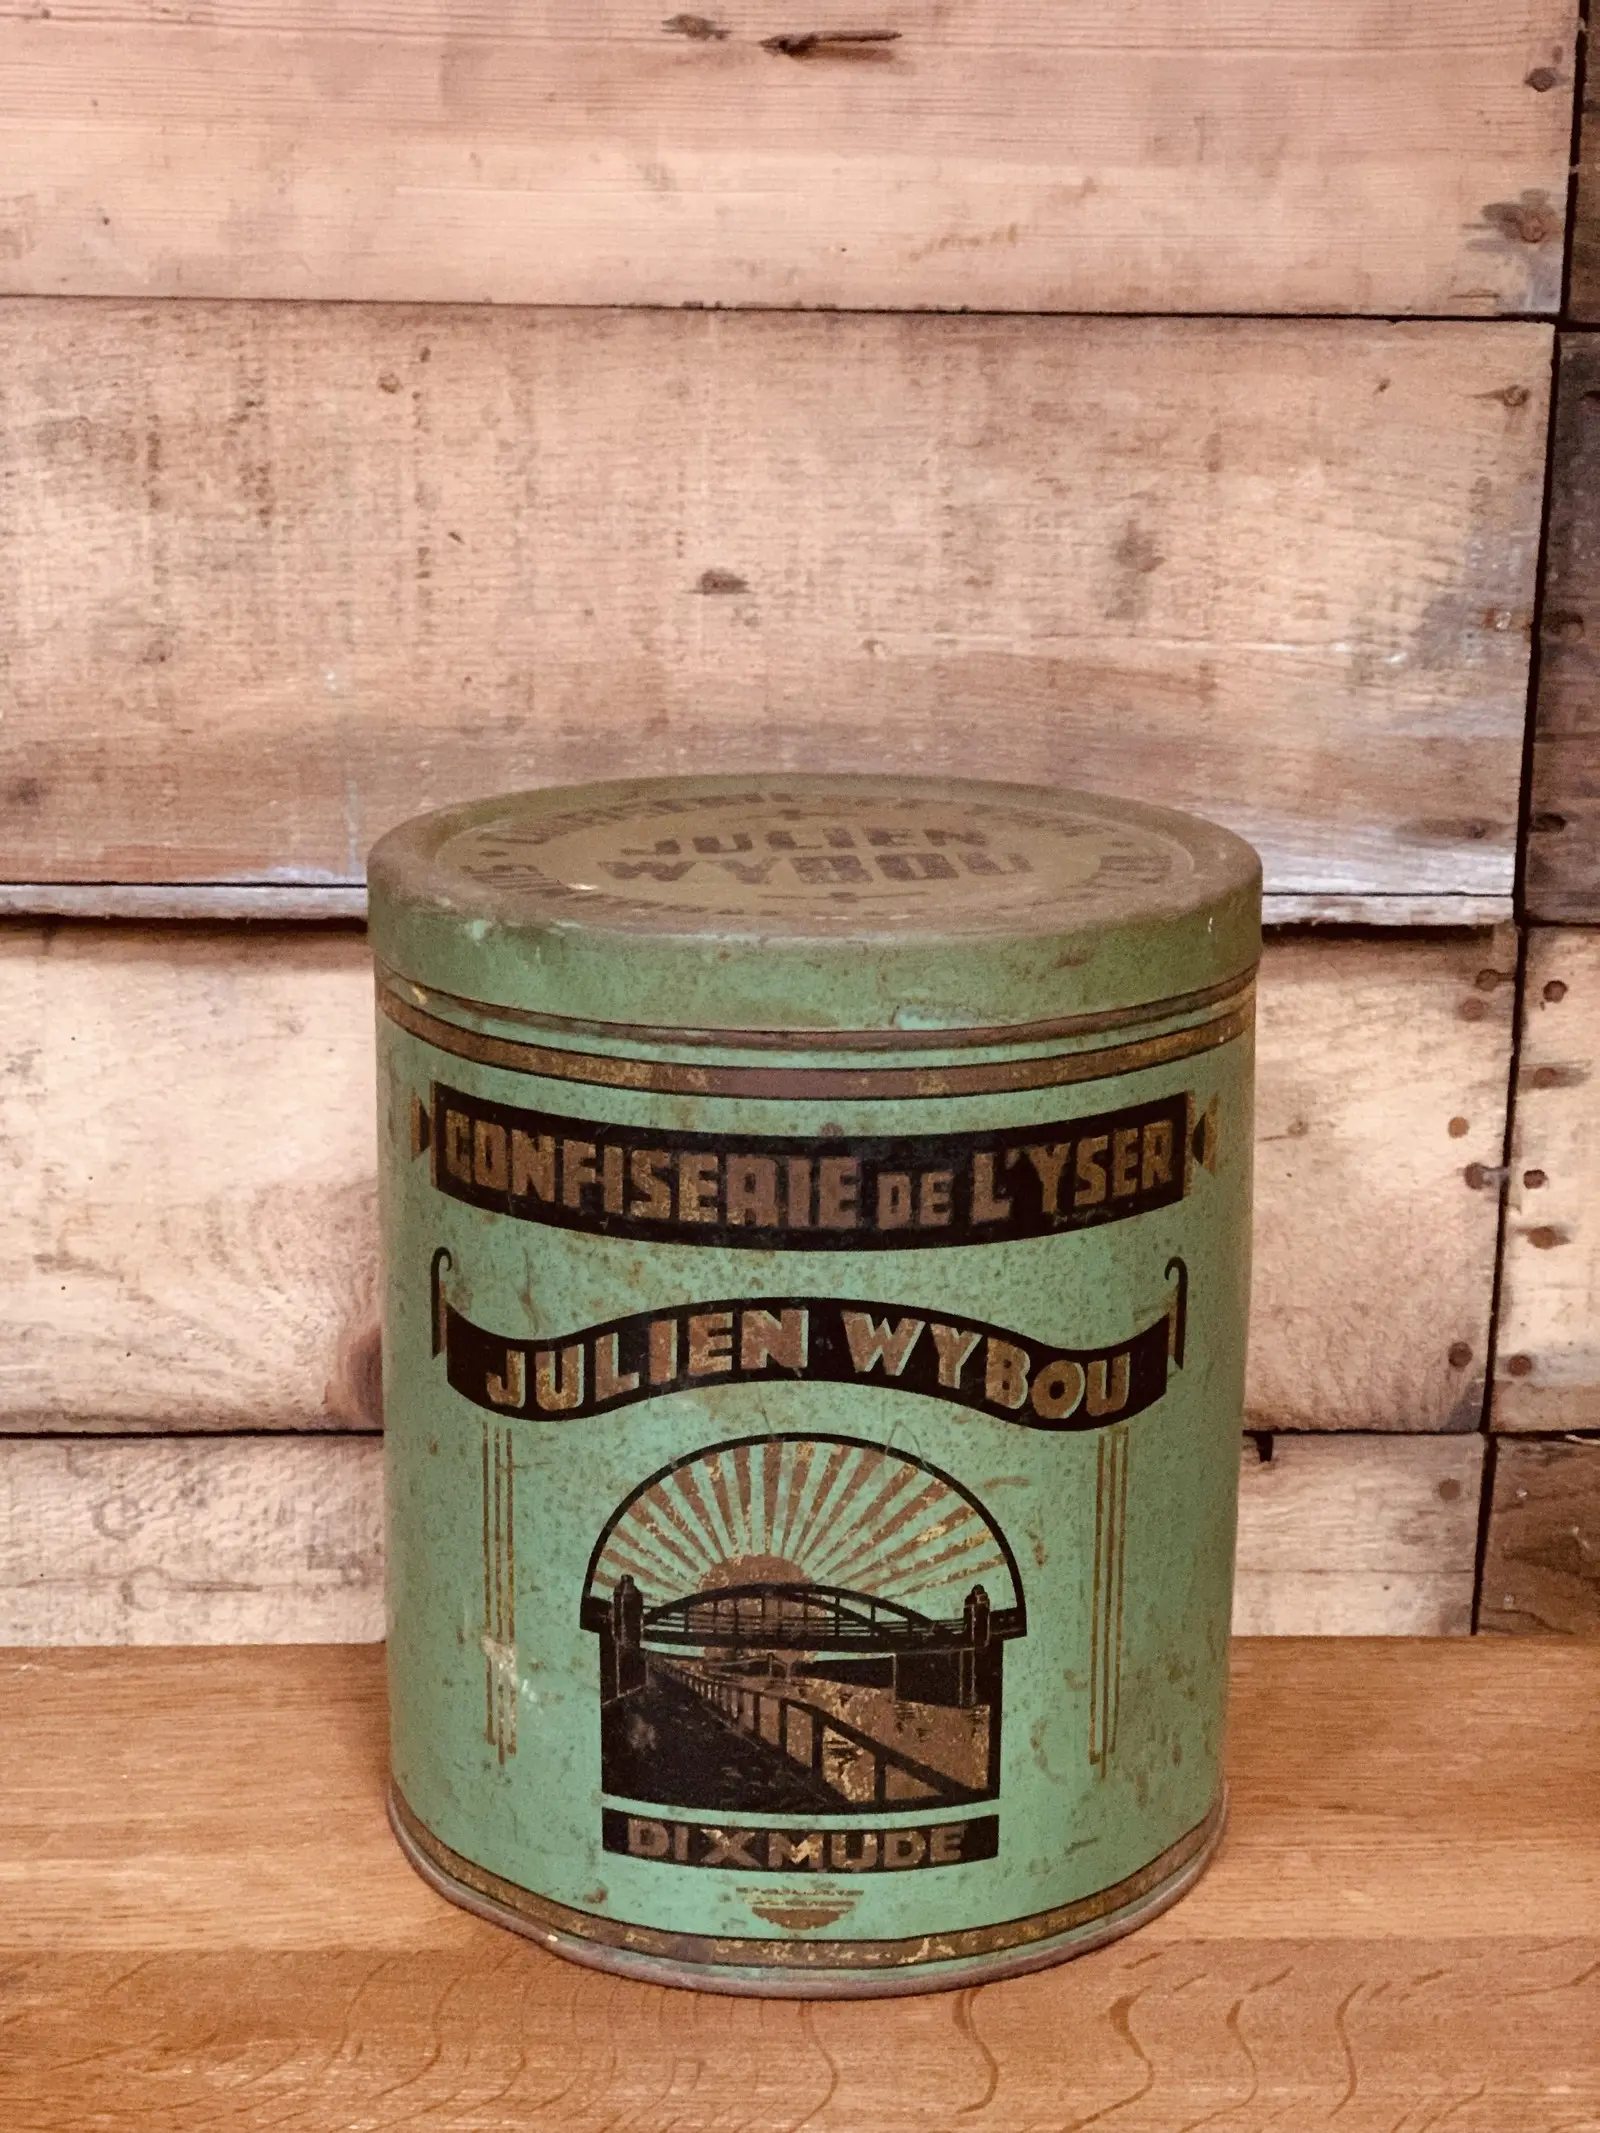 JULIEN
WYBOU
CONFISERIE DE L'YSER
JULIEN WYBOU
DIXMUDE